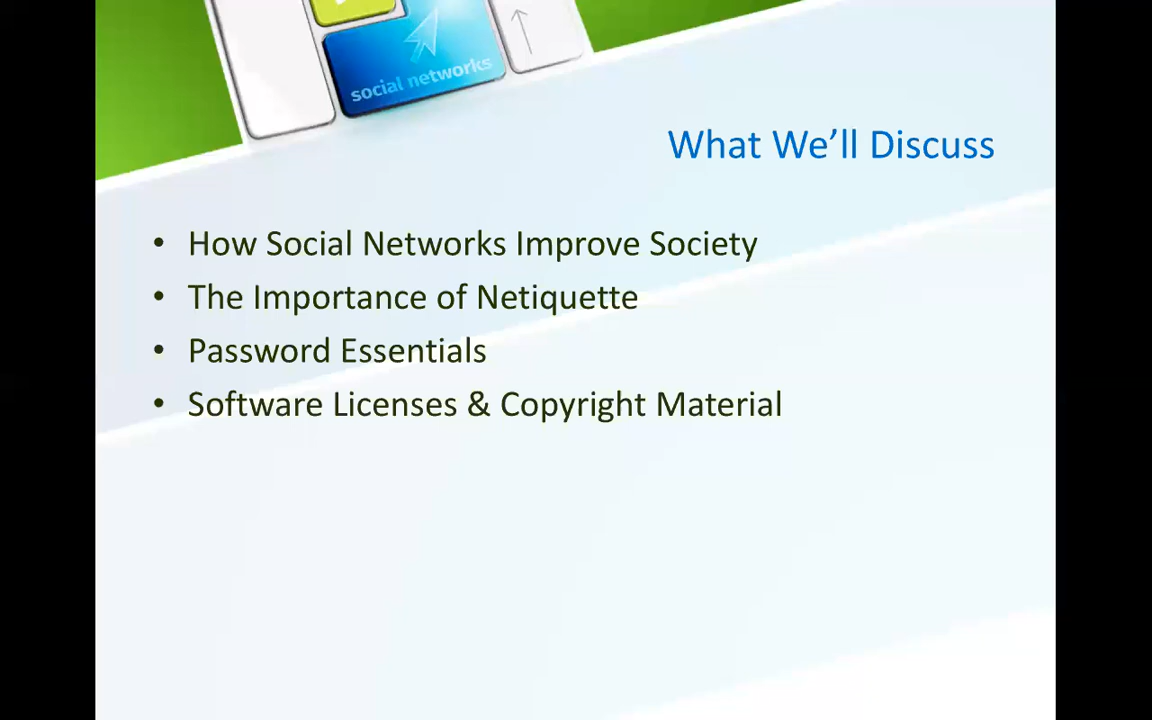 social networks
What We’ll Discuss
• How Social Networks Improve Society
• The Importance of Netiquette
• Password Essentials
• Software Licenses & Copyright Material